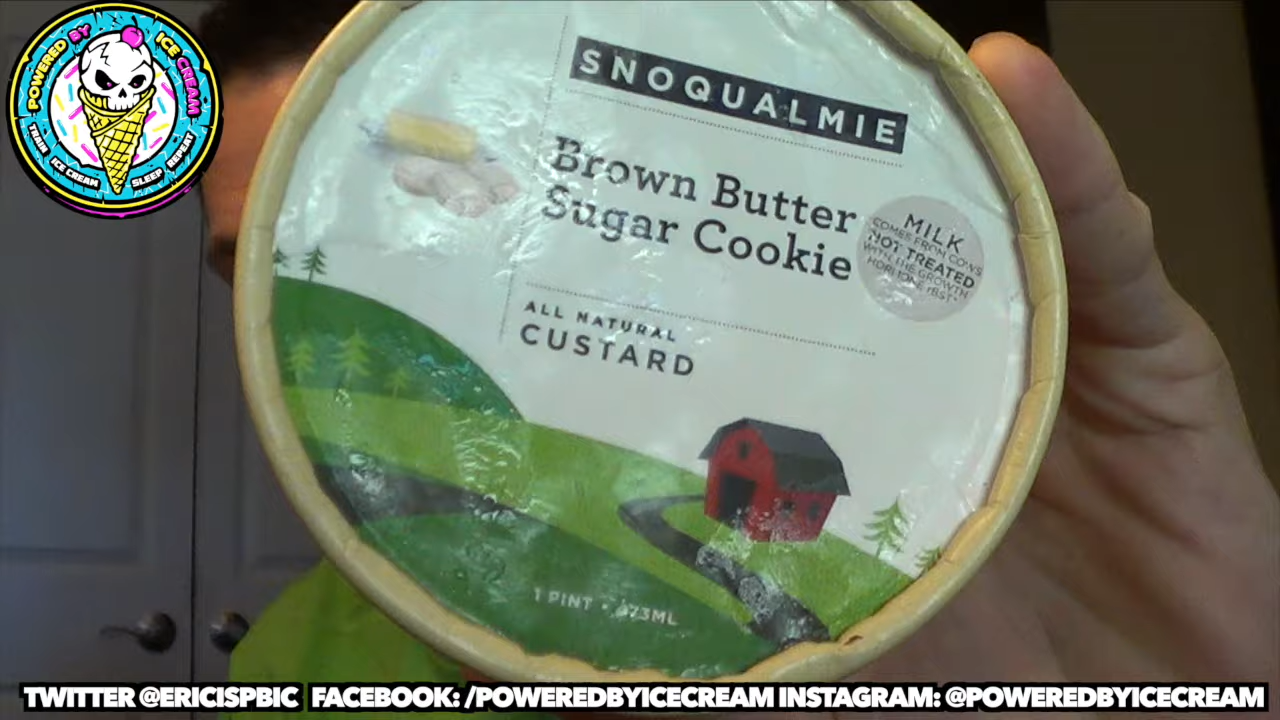 POWERED BY ICE CREAM
TRAIN ICE CREAM SLEEP REPEAT
SNOQUALMIE
Brown Butter
Sugar Cookie
MILK
COMES FROM COWS
NOT TREATED
WITH THE GROWTH
HORMONE rBST*
ALL NATURAL
CUSTARD
1 PINT • 473ML
TWITTER @ERICISPBIC FACEBOOK: /POWEREDBYICECREAM INSTAGRAM: @POWEREDBYICECREAM